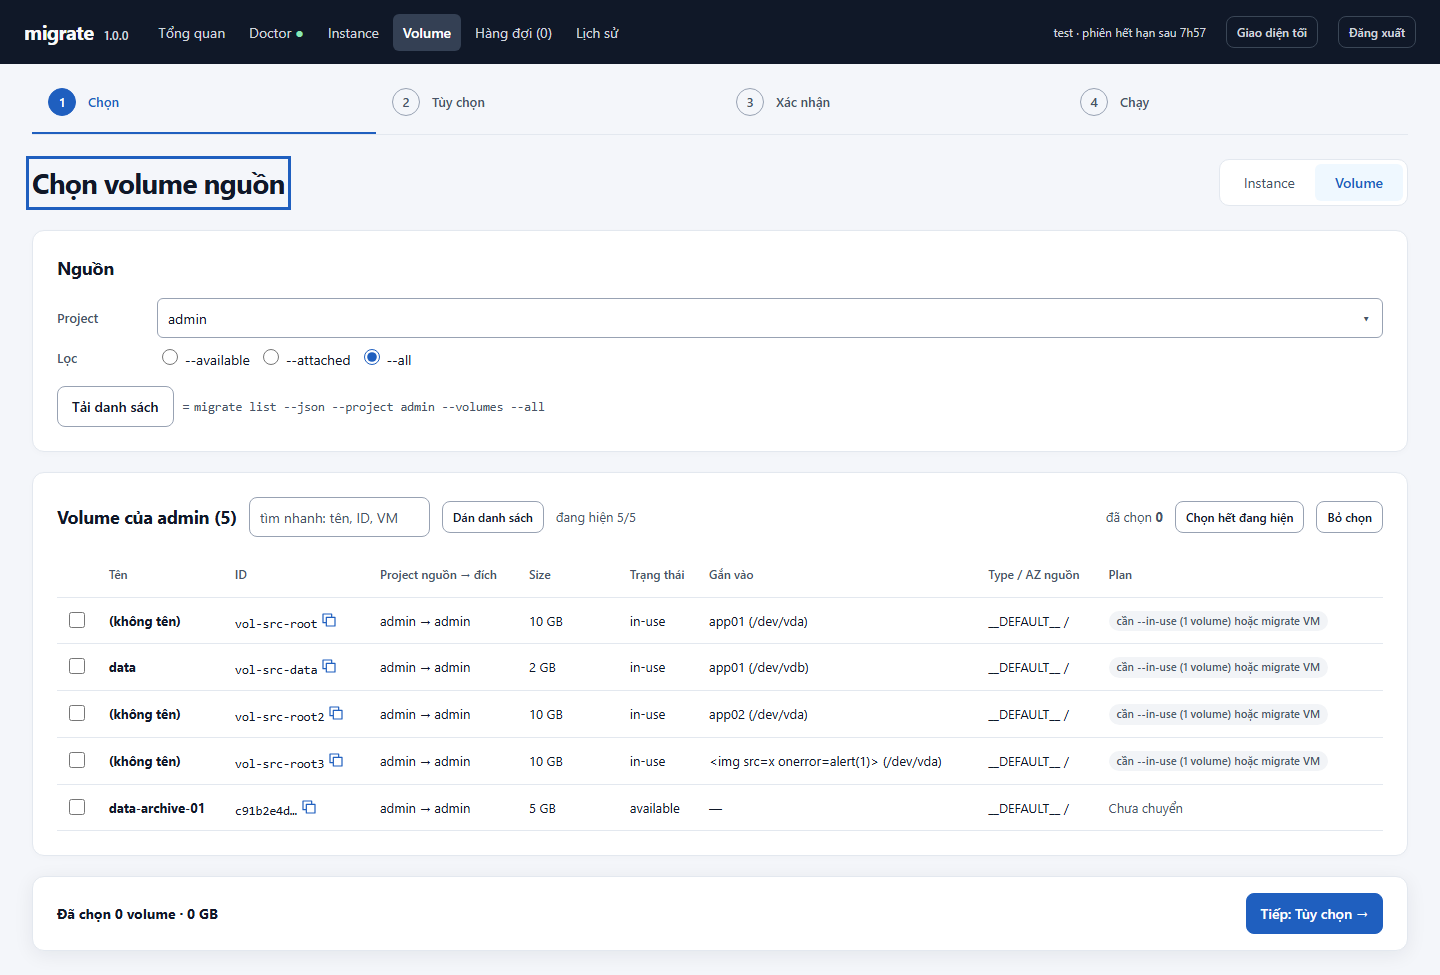 migrate 1.0.0 Tổng quan Doctor Instance Volume Hàng đợi (0) Lịch sử test · phiên hết hạn sau 7h57 Giao diện tối Đăng xuất
1 Chọn 2 Tùy chọn 3 Xác nhận 4 Chạy
Chọn volume nguồn Instance Volume
Nguồn
Project admin
Lọc --available --attached --all
Tải danh sách = migrate list --json --project admin --volumes --all
Volume của admin (5) tìm nhanh: tên, ID, VM Dán danh sách đang hiện 5/5 đã chọn 0 Chọn hết đang hiện Bỏ chọn
Tên ID Project nguồn → đích Size Trạng thái Gắn vào Type / AZ nguồn Plan
(không tên) vol-src-root admin → admin 10 GB in-use app01 (/dev/vda) __DEFAULT__ / cần --in-use (1 volume) hoặc migrate VM
data vol-src-data admin → admin 2 GB in-use app01 (/dev/vdb) __DEFAULT__ / cần --in-use (1 volume) hoặc migrate VM
(không tên) vol-src-root2 admin → admin 10 GB in-use app02 (/dev/vda) __DEFAULT__ / cần --in-use (1 volume) hoặc migrate VM
(không tên) vol-src-root3 admin → admin 10 GB in-use <img src=x onerror=alert(1)> (/dev/vda) __DEFAULT__ / cần --in-use (1 volume) hoặc migrate VM
data-archive-01 c91b2e4d… admin → admin 5 GB available — __DEFAULT__ / Chưa chuyển
Đã chọn 0 volume · 0 GB Tiếp: Tùy chọn →